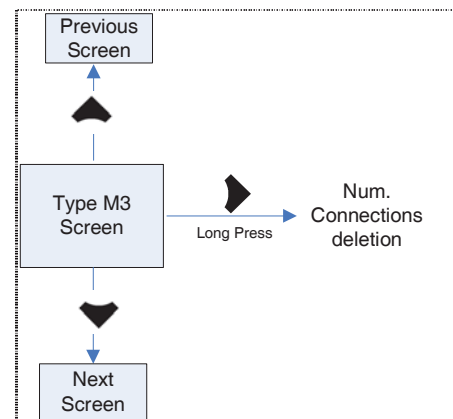 Previous
Screen
Type M3
Screen
Long Press
Num.
Connections
deletion
Next
Screen